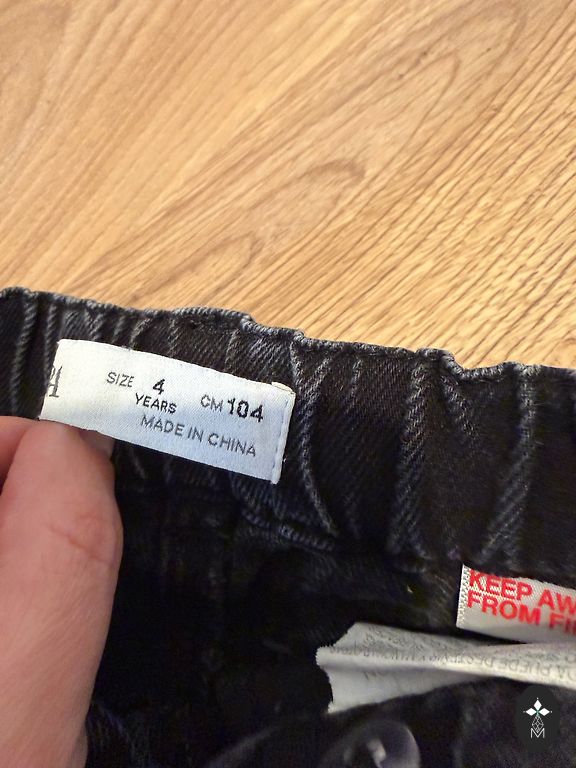 SIZE 4
YEARS
CM 104
MADE IN CHINA
KEEP AW
FROM FI